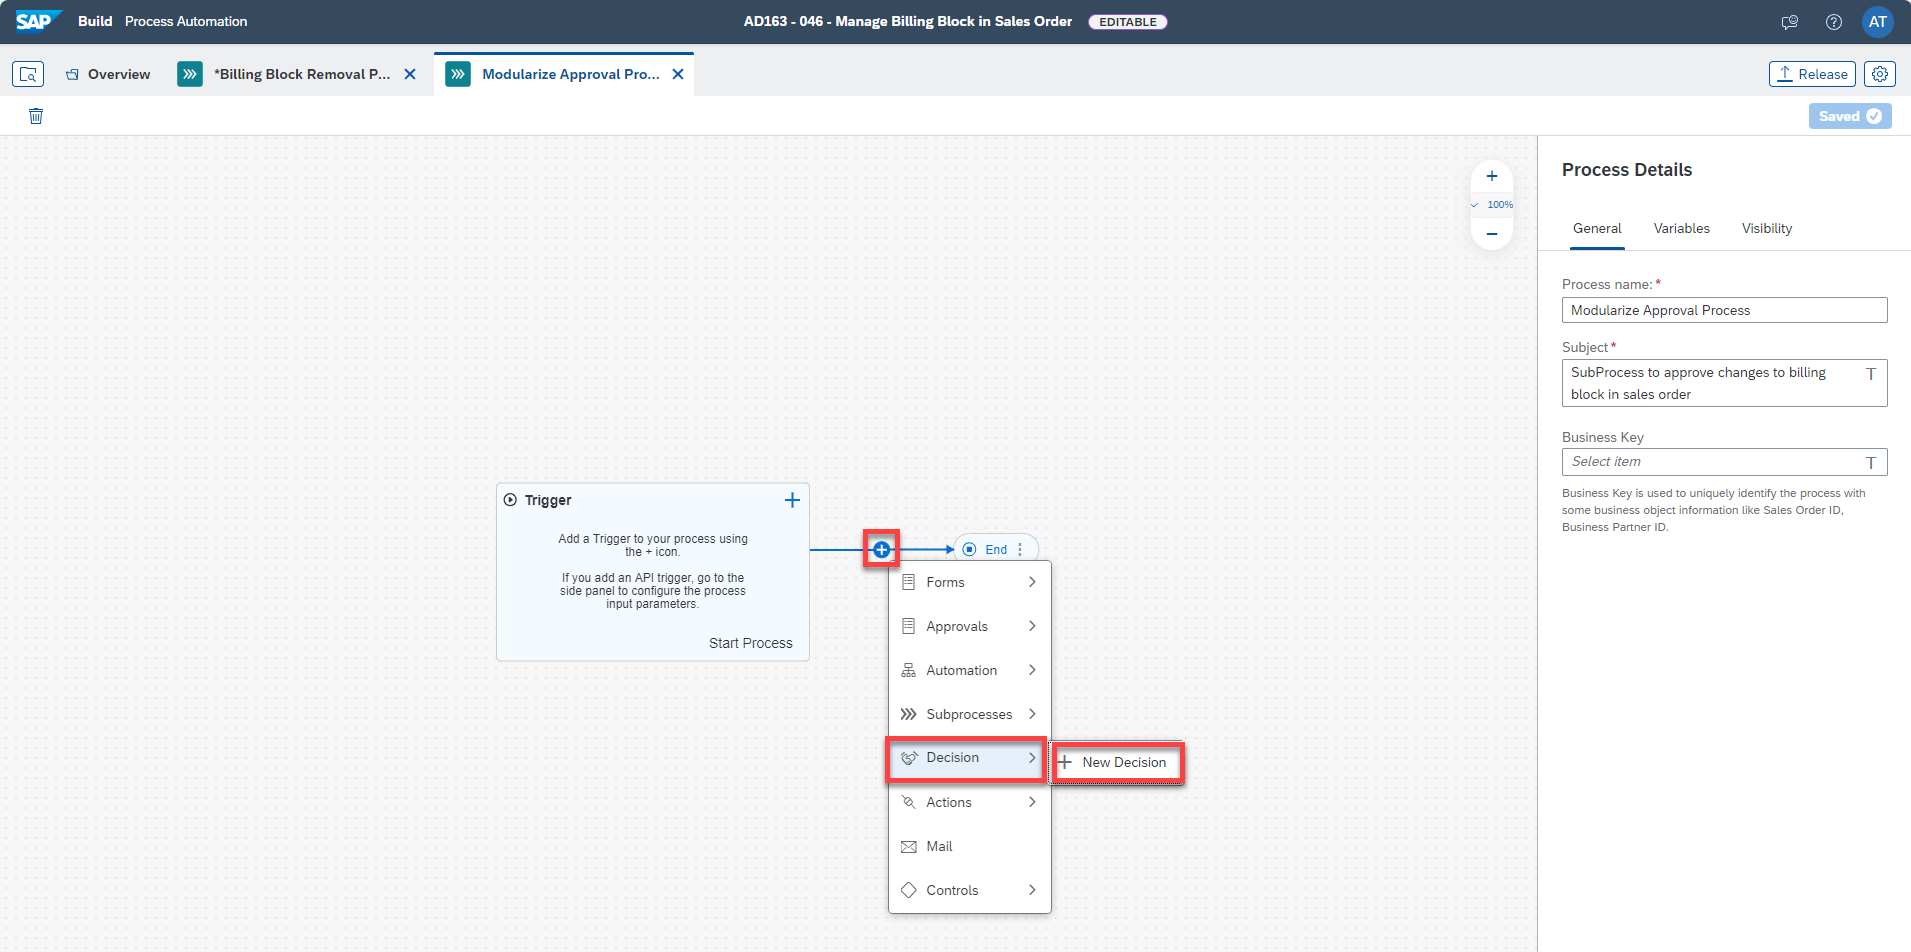 SAP Build Process Automation
AD163 - 046 - Manage Billing Block in Sales Order EDITABLE
AT
Overview
*Billing Block Removal P...
Modularize Approval Pro...
Release
Saved
100%
Trigger
Add a Trigger to your process using
the + icon.
If you add an API trigger, go to the
side panel to configure the process
input parameters.
Start Process
End
Forms
Approvals
Automation
Subprocesses
Decision
New Decision
Actions
Mail
Controls
Process Details
General Variables Visibility
Process name: *
Modularize Approval Process
Subject *
SubProcess to approve changes to billing
block in sales order
Business Key
Select item
Business Key is used to uniquely identify the process with
some business object information like Sales Order ID,
Business Partner ID.